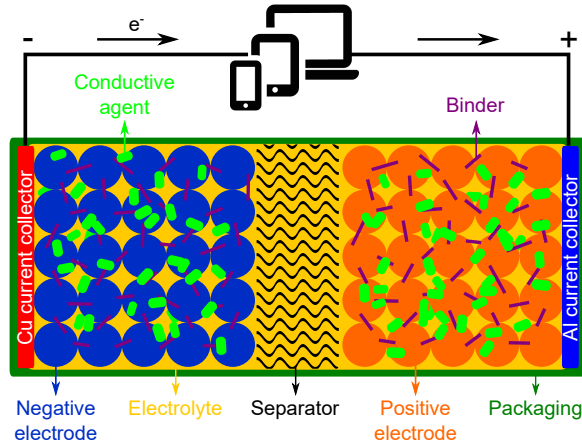 -
e-
+
Conductive
agent
Binder
Cu current collector
Al current collector
Negative
electrode
Electrolyte
Separator
Positive
electrode
Packaging